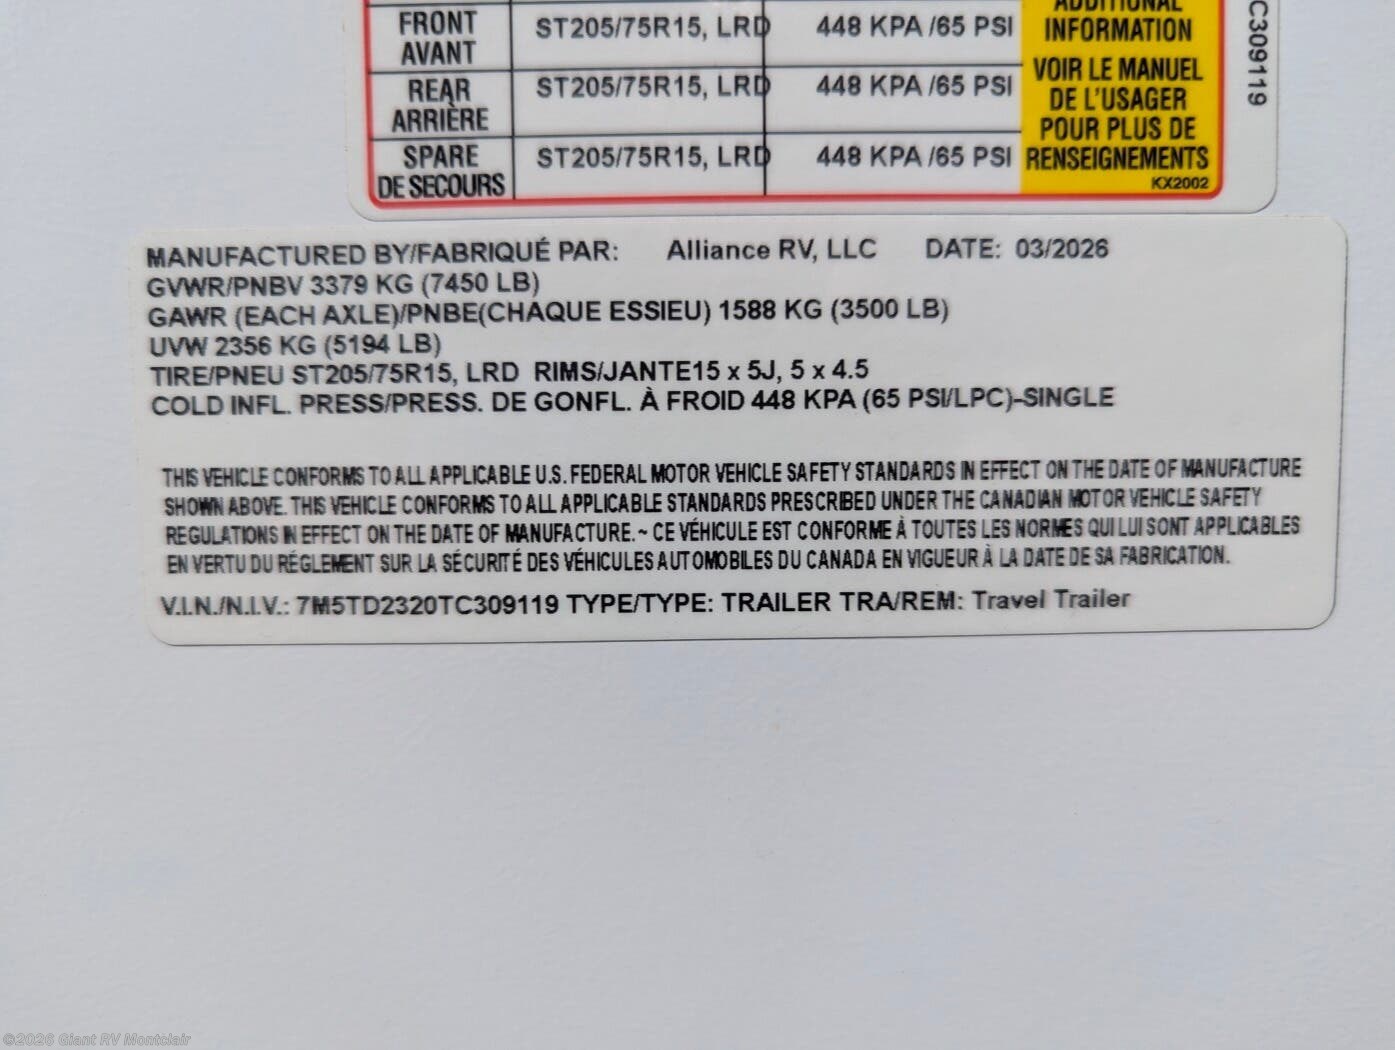 ADDITIONAL
FRONT ST205/75R15, LRD 448 KPA /65 PSI INFORMATION
AVANT
VOIR LE MANUEL
REAR ST205/75R15, LRD 448 KPA /65 PSI DE L'USAGER
ARRIÈRE POUR PLUS DE
SPARE ST205/75R15, LRD 448 KPA /65 PSI RENSEIGNEMENTS
DE SECOURS KX2002
C309119
MANUFACTURED BY/FABRIQUÉ PAR: Alliance RV, LLC DATE: 03/2026
GVWR/PNBV 3379 KG (7450 LB)
GAWR (EACH AXLE)/PNBE(CHAQUE ESSIEU) 1588 KG (3500 LB)
UVW 2356 KG (5194 LB)
TIRE/PNEU ST205/75R15, LRD RIMS/JANTE15 x 5J, 5 x 4.5
COLD INFL. PRESS/PRESS. DE GONFL. À FROID 448 KPA (65 PSI/LPC)-SINGLE
THIS VEHICLE CONFORMS TO ALL APPLICABLE U.S. FEDERAL MOTOR VEHICLE SAFETY STANDARDS IN EFFECT ON THE DATE OF MANUFACTURE
SHOWN ABOVE. THIS VEHICLE CONFORMS TO ALL APPLICABLE STANDARDS PRESCRIBED UNDER THE CANADIAN MOTOR VEHICLE SAFETY
REGULATIONS IN EFFECT ON THE DATE OF MANUFACTURE. ~ CE VÉHICULE EST CONFORME À TOUTES LES NORMES QUI LUI SONT APPLICABLES
EN VERTU DU RÉGLEMENT SUR LA SÉCURITÉ DES VÉHICULES AUTOMOBILES DU CANADA EN VIGUEUR À LA DATE DE SA FABRICATION.
V.I.N./N.I.V.: 7M5TD2320TC309119 TYPE/TYPE: TRAILER TRA/REM: Travel Trailer
©2026 Giant RV Montclair